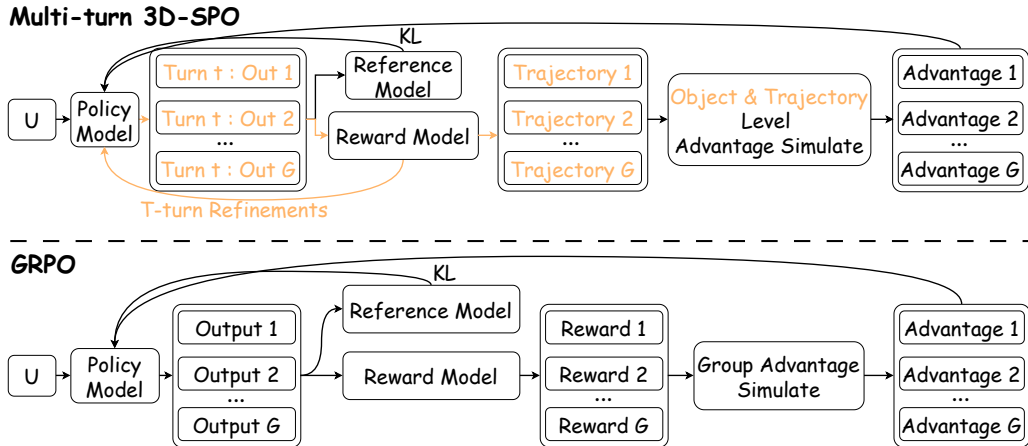 Multi-turn 3D-SPO
KL
U
Policy
Model
Turn t : Out 1
Turn t : Out 2
...
Turn t : Out G
Reference
Model
Reward Model
T-turn Refinements
Trajectory 1
Trajectory 2
...
Trajectory G
Object & Trajectory
Level
Advantage Simulate
Advantage 1
Advantage 2
...
Advantage G
GRPO
KL
U
Policy
Model
Output 1
Output 2
...
Output G
Reference Model
Reward Model
Reward 1
Reward 2
...
Reward G
Group Advantage
Simulate
Advantage 1
Advantage 2
...
Advantage G